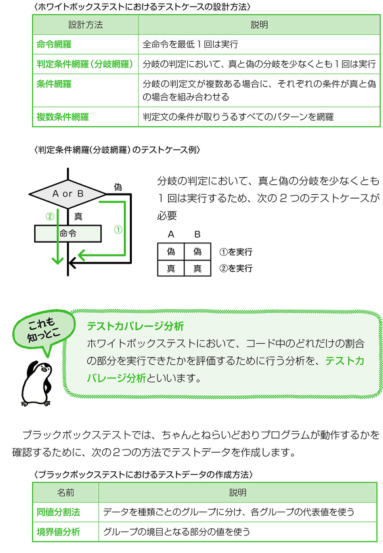 〈ホワイトボックステストにおけるテストケースの設計方法〉
設計方法 説明
命令網羅 全命令を最低1回は実行
判定条件網羅(分岐網羅) 分岐の判定において、真と偽の分岐を少なくとも1回は実行
条件網羅 分岐の判定文が複数ある場合に、それぞれの条件が真と偽
の場合を組み合わせる
複数条件網羅 判定文の条件が取りうるすべてのパターンを網羅
〈判定条件網羅(分岐網羅)のテストケース例〉
A or B
偽
② 真 ①
命令
分岐の判定において、真と偽の分岐を少なくとも
1回は実行するため、次の2つのテストケースが
必要
A B
偽 偽 ①を実行
真 真 ②を実行
これも
知っとこ
テストカバレージ分析
ホワイトボックステストにおいて、コード中のどれだけの割合
の部分を実行できたかを評価するために行う分析を、テストカ
バレージ分析といいます。
ブラックボックステストでは、ちゃんとねらいどおりプログラムが動作するかを
確認するために、次の2つの方法でテストデータを作成します。
〈ブラックボックステストにおけるテストデータの作成方法〉
名前 説明
同値分割法 データを種類ごとのグループに分け、各グループの代表値を使う
境界値分析 グループの境目となる部分の値を使う